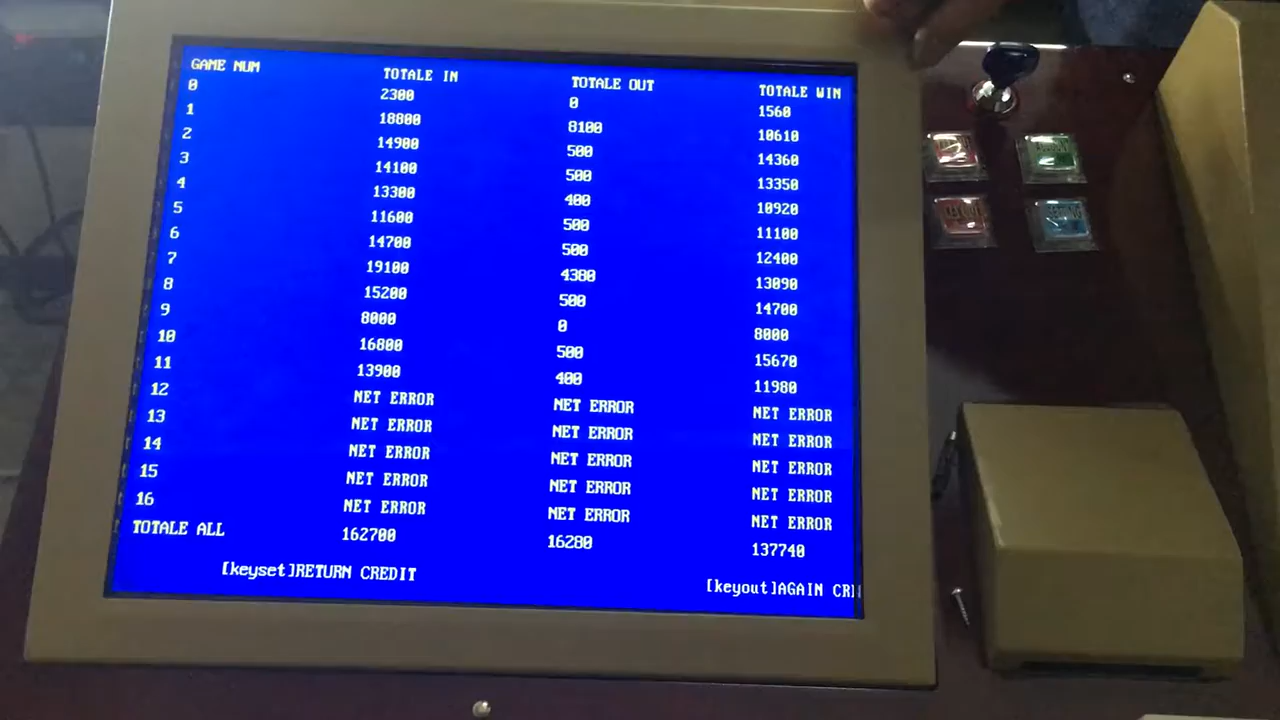 GAME NUM TOTALE IN TOTALE OUT TOTALE WIN
0 2300 0 1560
1 18800 8100 10610
2 14900 500 14360
3 14100 500 13350
4 13300 400 10920
5 11600 500 11100
6 14700 500 12400
7 19100 4380 13090
8 15200 500 14700
9 8000 0 8000
10 16800 500 15670
11 13900 400 11980
12 NET ERROR NET ERROR NET ERROR
13 NET ERROR NET ERROR NET ERROR
14 NET ERROR NET ERROR NET ERROR
15 NET ERROR NET ERROR NET ERROR
16 NET ERROR NET ERROR NET ERROR
TOTALE ALL 162700 16280 137740
[keyset]RETURN CREDIT [keyout]AGAIN